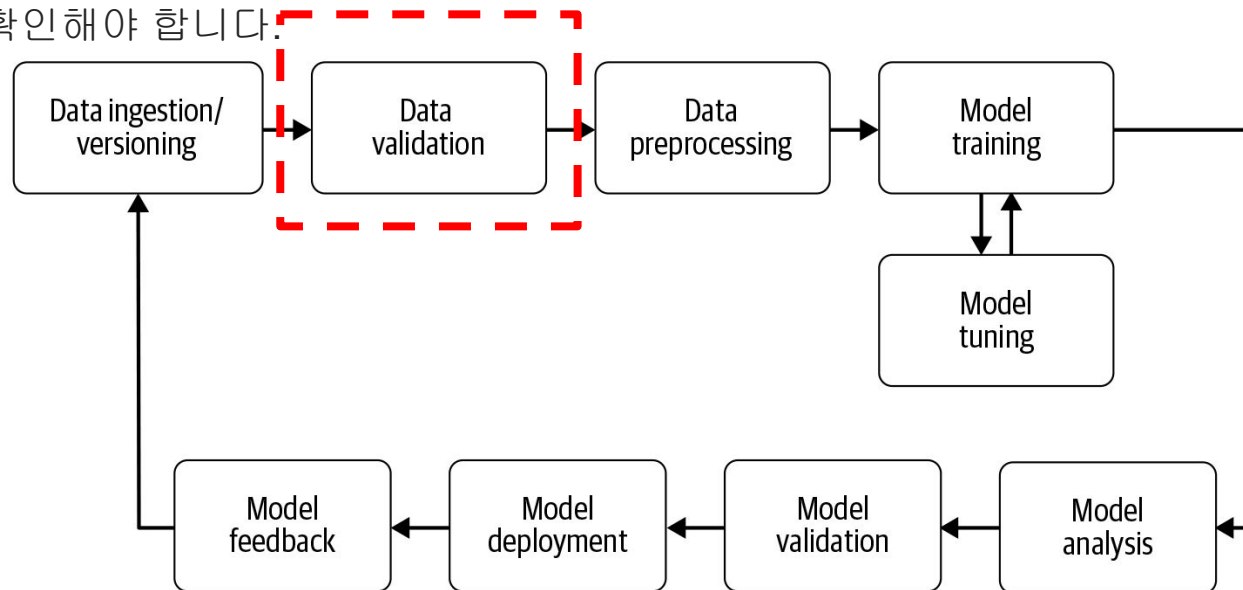 확인해야 합니다.
Data ingestion/
versioning
Data
validation
Data
preprocessing
Model
training
Model
tuning
Model
feedback
Model
deployment
Model
validation
Model
analysis